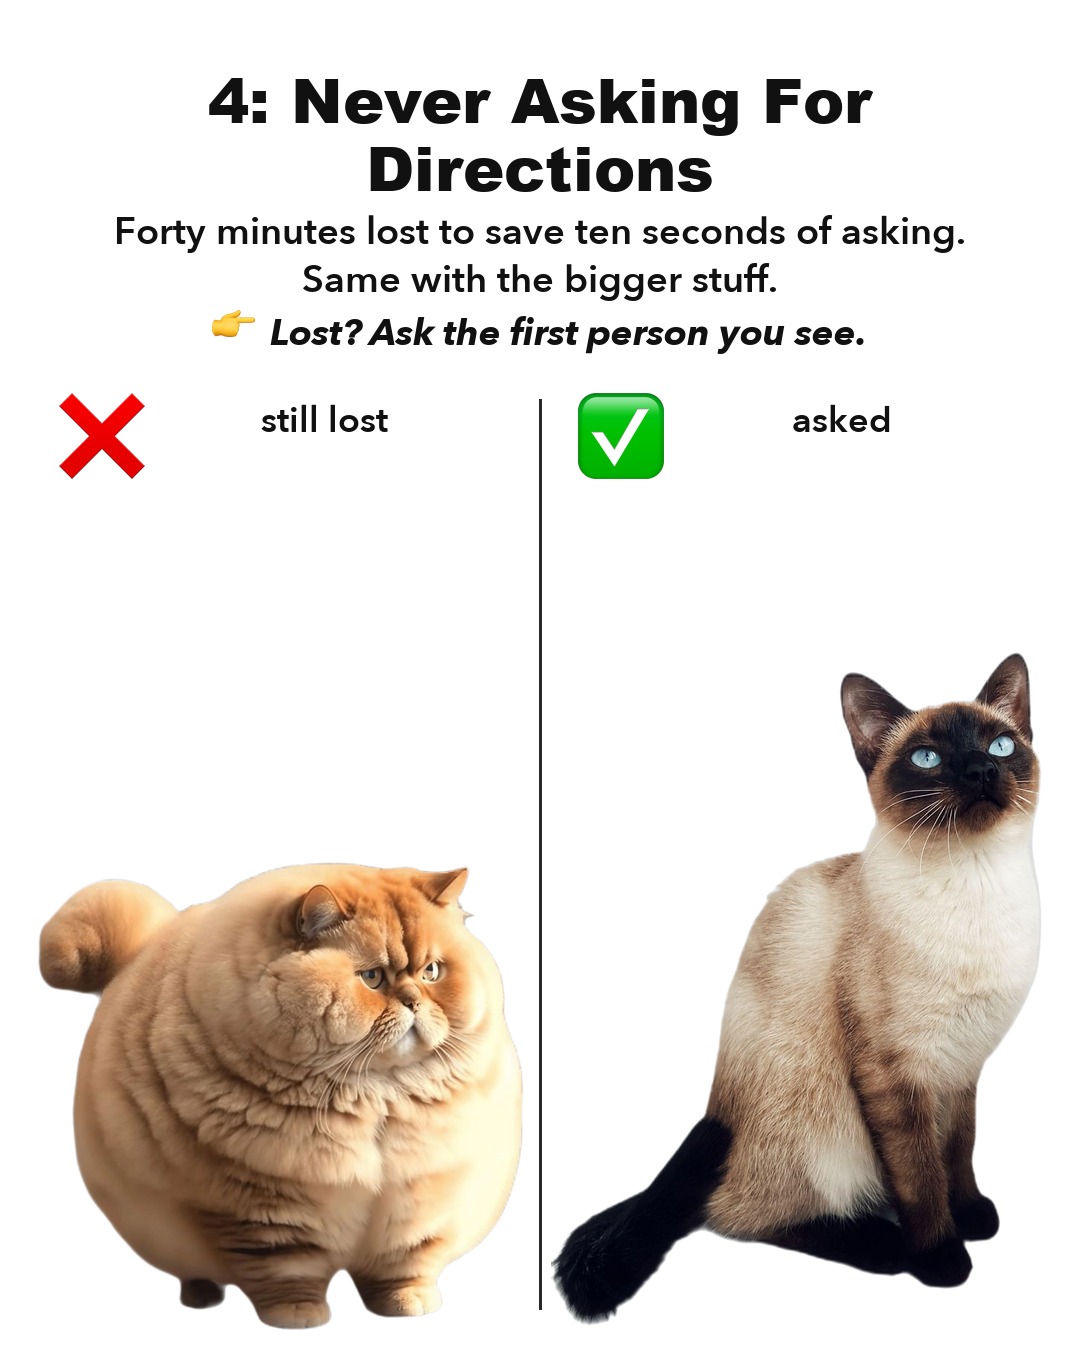 4: Never Asking For
Directions
Forty minutes lost to save ten seconds of asking.
Same with the bigger stuff.
👉 Lost? Ask the first person you see.
still lost
asked